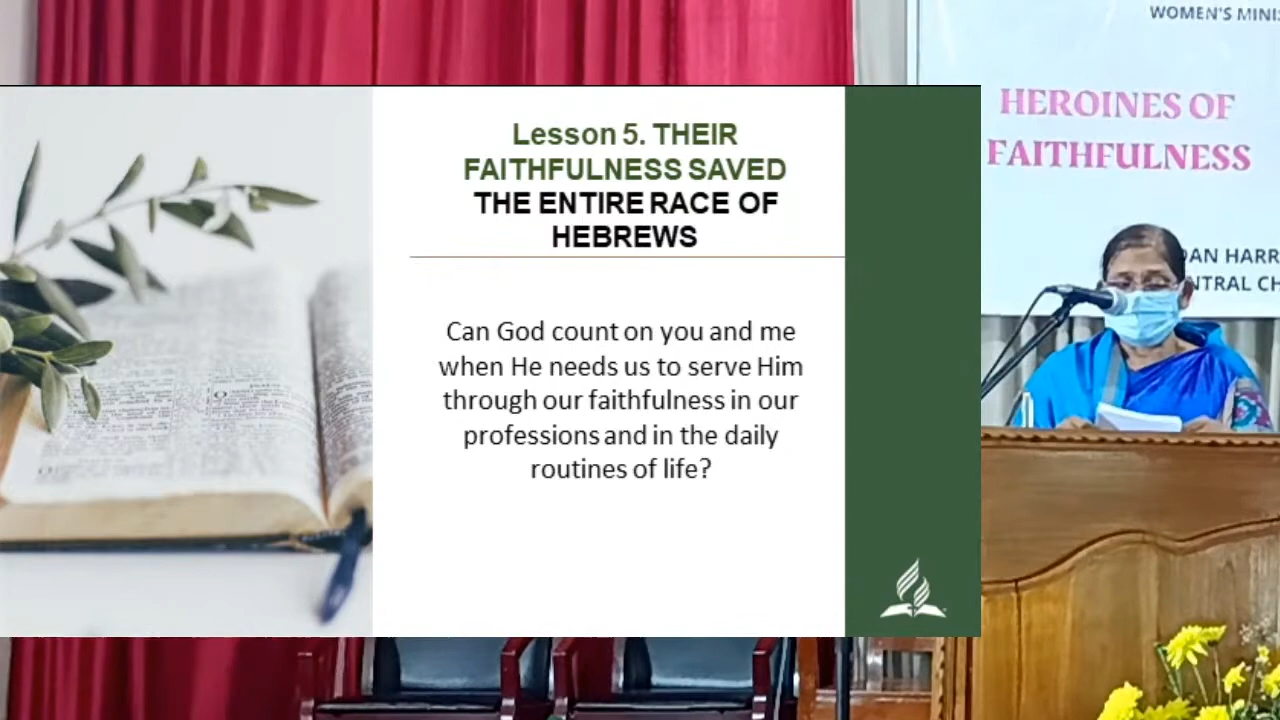 Lesson 5. THEIR
FAITHFULNESS SAVED
THE ENTIRE RACE OF
HEBREWS
Can God count on you and me
when He needs us to serve Him
through our faithfulness in our
professions and in the daily
routines of life?
WOMEN'S MINI
HEROINES OF
FAITHFULNESS
DAN HARR
NTRAL CH